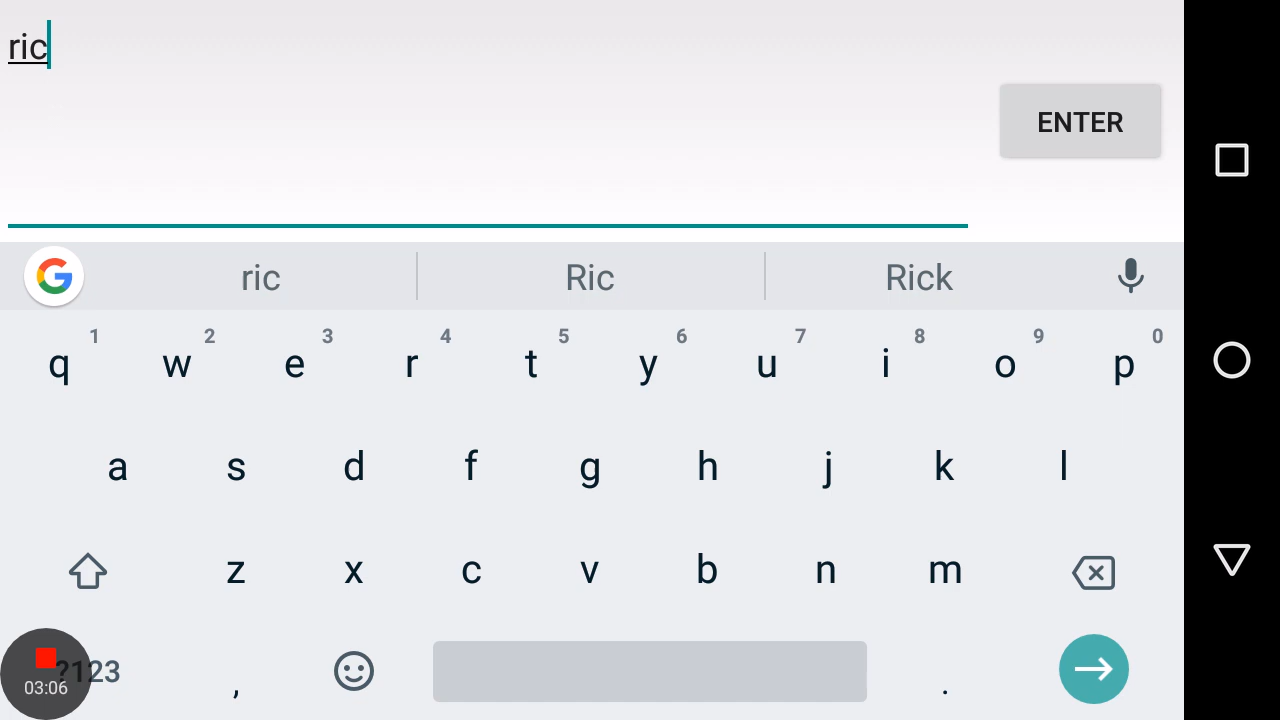 ric
ENTER
ric Ric Rick
1 2 3 4 5 6 7 8 9 0
q w e r t y u i o p
a s d f g h j k l
z x c v b n m
?123 , .
03:06